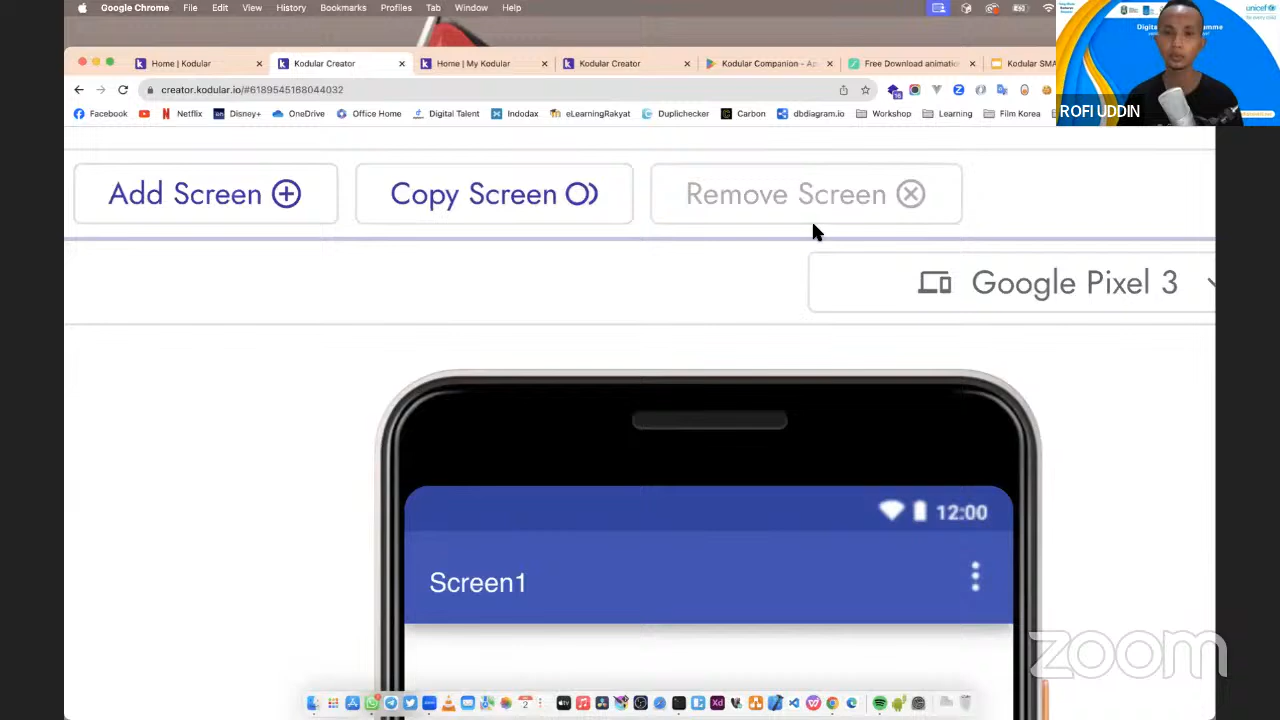 Google Chrome File Edit View History Bookmarks Profiles Tab Window Help
Home | Kodular Kodular Creator Home | My Kodular Kodular Creator Kodular Companion - A Free Download animati Kodular SMA
creator.kodular.io/#6189545188044032
Facebook Netflix Disney+ OneDrive Office Home Digital Talent Indodax eLearningRakyat Duplichecker Carbon dbdiagram.io Workshop Learning Film Korea
unicef
ROFI UDDIN
Add Screen Copy Screen Remove Screen
Google Pixel 3
12:00
Screen1
zoom